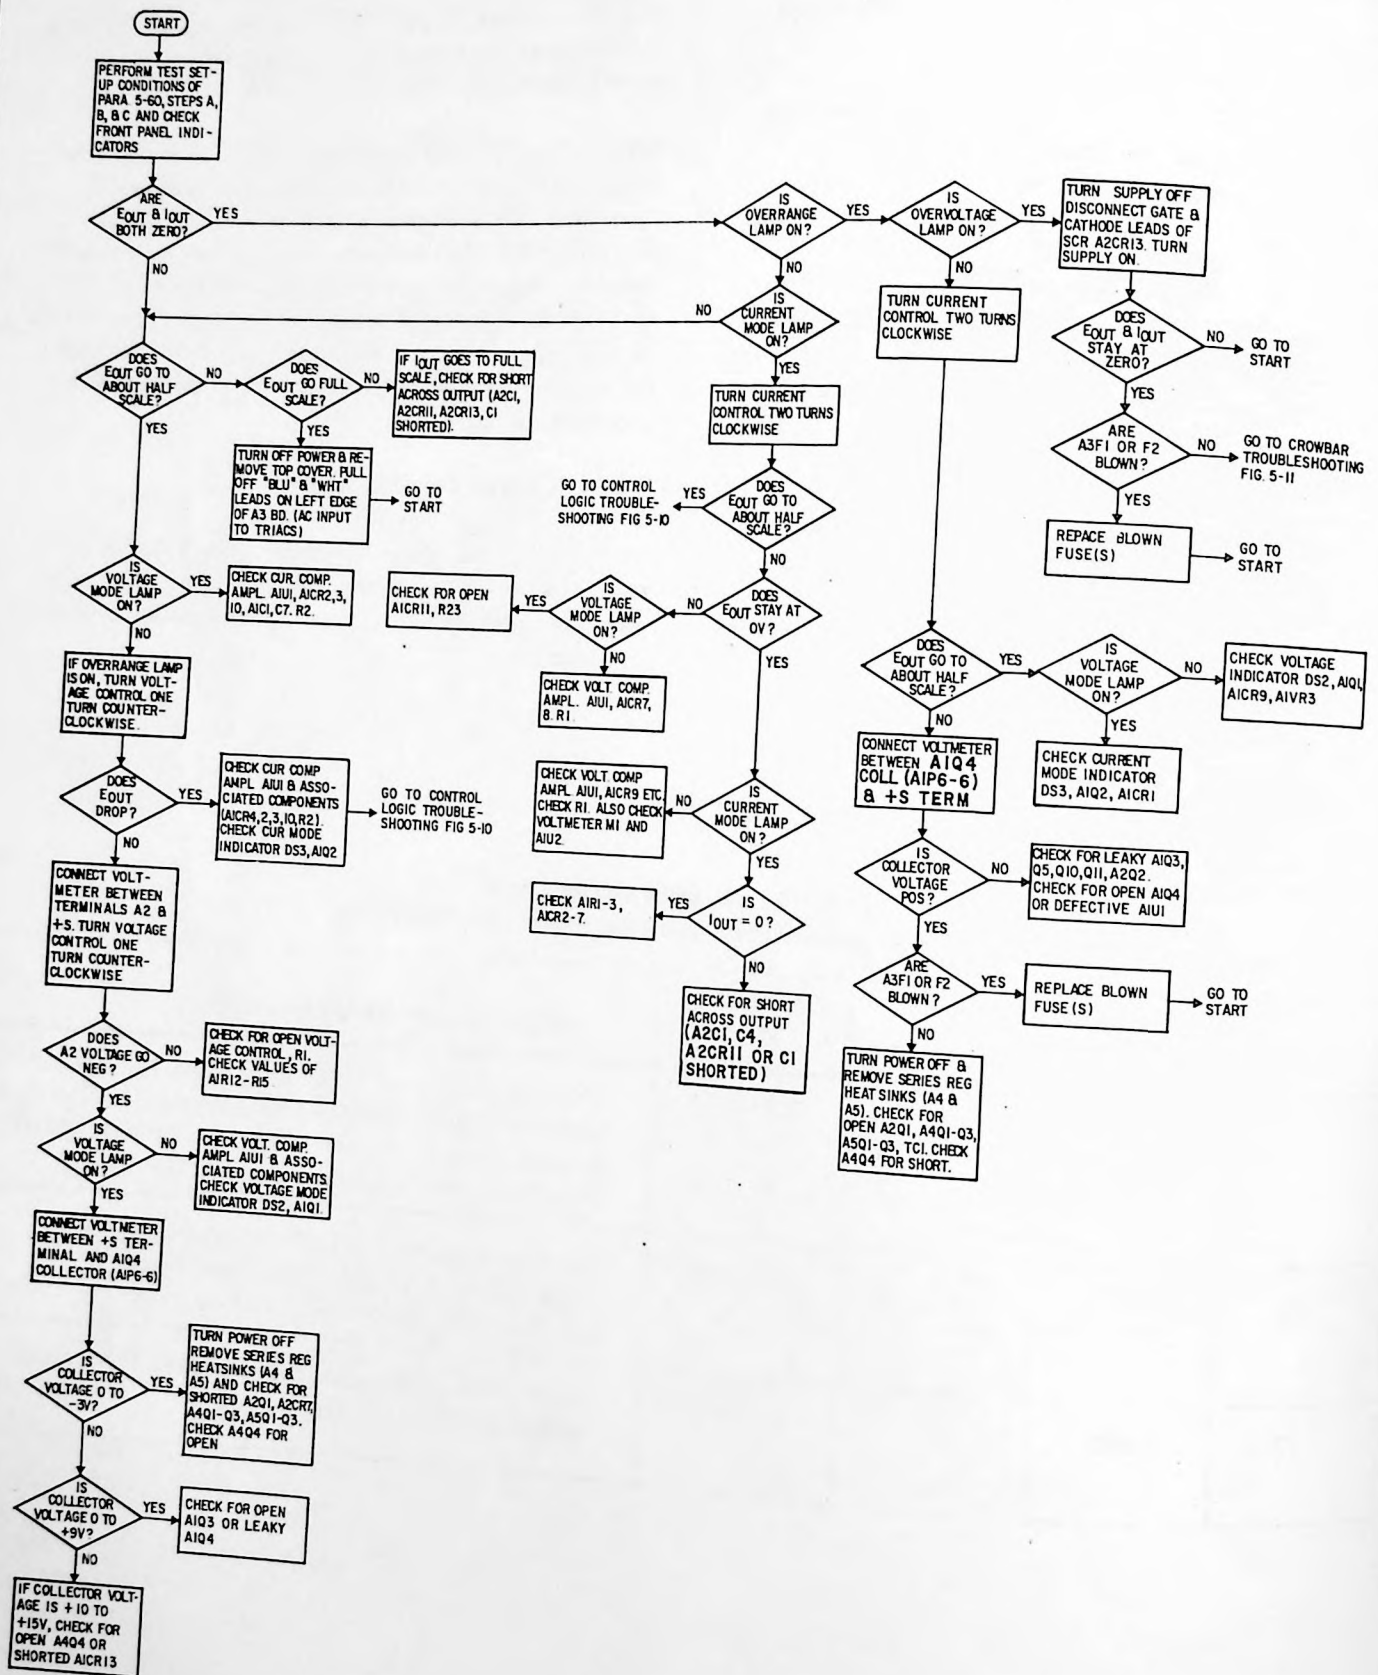 START
PERFORM TEST SET-
UP CONDITIONS OF
PARA 5-60, STEPS A,
B, & C AND CHECK
FRONT PANEL INDI-
CATORS
ARE
EOUT & IOUT
BOTH ZERO?
YES
NO
IS
OVERRANGE
LAMP ON?
YES
NO
IS
OVERVOLTAGE
LAMP ON?
YES
NO
TURN SUPPLY OFF
DISCONNECT GATE &
CATHODE LEADS OF
SCR A2CR13. TURN
SUPPLY ON.
DOES
EOUT & IOUT
STAY AT
ZERO?
NO
GO TO
START
YES
ARE
A3F1 OR F2
BLOWN?
NO
GO TO CROWBAR
TROUBLESHOOTING
FIG. 5-11
YES
REPACE BLOWN
FUSE(S)
GO TO
START
IS
CURRENT
MODE LAMP
ON?
NO
YES
TURN CURRENT
CONTROL TWO TURNS
CLOCKWISE
DOES
EOUT GO TO
ABOUT HALF
SCALE?
YES
GO TO CONTROL
LOGIC TROUBLE-
SHOOTING FIG 5-10
NO
DOES
EOUT STAY AT
0V?
NO
IS
VOLTAGE
MODE LAMP
ON?
YES
CHECK FOR OPEN
A1CR11, R23
NO
CHECK VOLT. COMP.
AMPL. A1U1, A1CR7,
8. R1.
YES
IS
CURRENT
MODE LAMP
ON?
NO
CHECK VOLT. COMP
AMPL A1U1, A1CR9 ETC.
CHECK R1. ALSO CHECK
VOLTMETER M1 AND
A1U2.
YES
IS
IOUT = 0?
YES
CHECK A1R1-3,
A1CR2-7.
NO
CHECK FOR SHORT
ACROSS OUTPUT
(A2C1, C4,
A2CR11 OR C1
SHORTED)
TURN CURRENT
CONTROL TWO TURNS
CLOCKWISE
DOES
EOUT GO TO
ABOUT HALF
SCALE?
YES
IS
VOLTAGE
MODE LAMP
ON?
NO
CHECK VOLTAGE
INDICATOR DS2, A1Q1,
A1CR9, A1VR3
YES
CHECK CURRENT
MODE INDICATOR
DS3, A1Q2, A1CR1
NO
CONNECT VOLTMETER
BETWEEN A1Q4
COLL (A1P6-6)
& +S TERM
IS
COLLECTOR
VOLTAGE
POS?
NO
CHECK FOR LEAKY A1Q3,
Q5, Q10, Q11, A2Q2.
CHECK FOR OPEN A1Q4
OR DEFECTIVE A1U1
YES
ARE
A3F1 OR F2
BLOWN?
YES
REPLACE BLOWN
FUSE(S)
GO TO
START
NO
TURN POWER OFF &
REMOVE SERIES REG
HEATSINKS (A4 &
A5). CHECK FOR
OPEN A2Q1, A4Q1-Q3,
A5Q1-Q3, TC1. CHECK
A4Q4 FOR SHORT.
DOES
EOUT GO TO
ABOUT HALF
SCALE?
NO
DOES
EOUT GO FULL
SCALE?
NO
IF IOUT GOES TO FULL
SCALE, CHECK FOR SHORT
ACROSS OUTPUT (A2C1,
A2CR11, A2CR13, C1
SHORTED).
YES
TURN OFF POWER & RE-
MOVE TOP COVER. PULL
OFF "BLU" & "WHT"
LEADS ON LEFT EDGE
OF A3 BD. (AC INPUT
TO TRIACS)
GO TO
START
YES
IS
VOLTAGE
MODE LAMP
ON?
YES
CHECK CUR. COMP.
AMPL. A1U1, A1CR2,3,
10, A1C1, C7. R2.
NO
IF OVERRANGE LAMP
IS ON, TURN VOLT-
AGE CONTROL ONE
TURN COUNTER-
CLOCKWISE.
DOES
EOUT
DROP?
YES
CHECK CUR COMP
AMPL A1U1 & ASSO-
CIATED COMPONENTS
(A1CR4,2,3,10,R2).
CHECK CUR MODE
INDICATOR DS3, A1Q2
GO TO CONTROL
LOGIC TROUBLE-
SHOOTING FIG 5-10
NO
CONNECT VOLT-
METER BETWEEN
TERMINALS A2 &
+S. TURN VOLTAGE
CONTROL ONE
TURN COUNTER-
CLOCKWISE
DOES
A2 VOLTAGE GO
NEG?
NO
CHECK FOR OPEN VOLT-
AGE CONTROL, R1.
CHECK VALUES OF
A1R12-R15
YES
IS
VOLTAGE
MODE LAMP
ON?
NO
CHECK VOLT. COMP.
AMPL A1U1 & ASSO-
CIATED COMPONENTS.
CHECK VOLTAGE MODE
INDICATOR DS2, A1Q1.
YES
CONNECT VOLTMETER
BETWEEN +S TER-
MINAL AND A1Q4
COLLECTOR (A1P6-6)
IS
COLLECTOR
VOLTAGE 0 TO
-3V?
YES
TURN POWER OFF
REMOVE SERIES REG
HEATSINKS (A4 &
A5) AND CHECK FOR
SHORTED A2Q1, A2CR7,
A4Q1-Q3, A5Q1-Q3.
CHECK A4Q4 FOR
OPEN
NO
IS
COLLECTOR
VOLTAGE 0 TO
+9V?
YES
CHECK FOR OPEN
A1Q3 OR LEAKY
A1Q4
NO
IF COLLECTOR VOLT-
AGE IS +10 TO
+15V, CHECK FOR
OPEN A4Q4 OR
SHORTED A1CR13